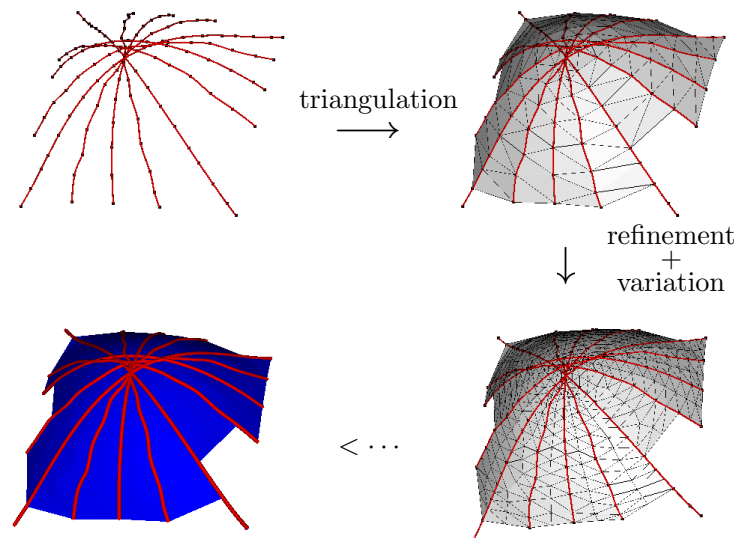 triangulation
refinement
+
variation
< ⋯